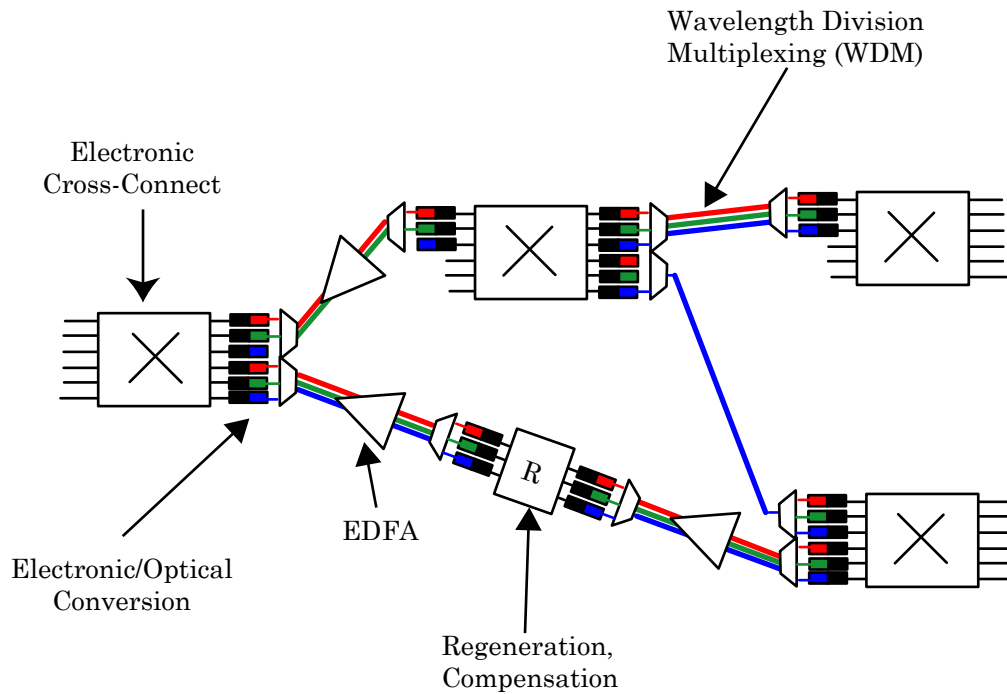 Wavelength Division
Multiplexing (WDM)
Electronic
Cross-Connect
R
EDFA
Electronic/Optical
Conversion
Regeneration,
Compensation